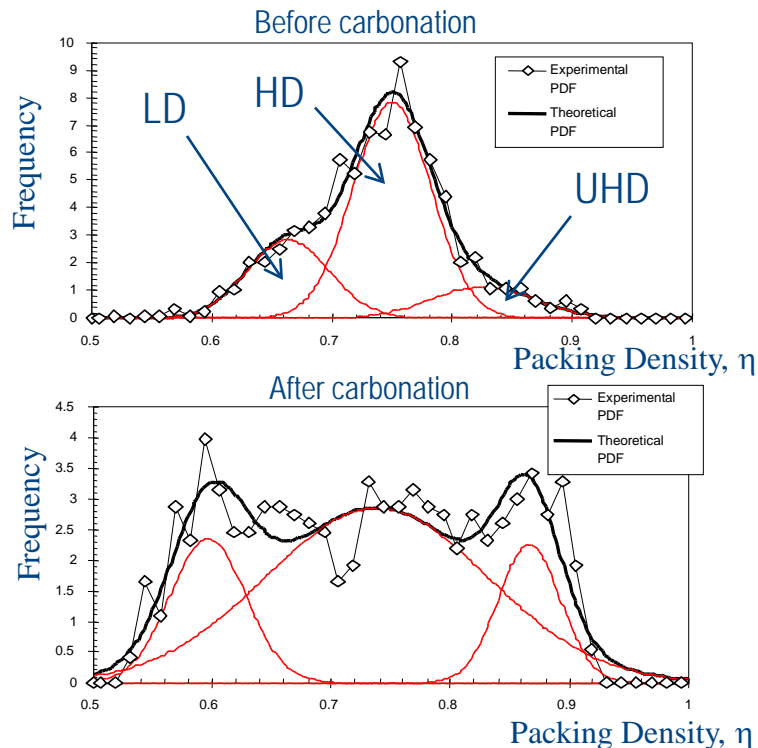 Before carbonation
Frequency
10
9
8
7
6
5
4
3
2
1
0
LD
HD
UHD
Experimental
PDF
Theoretical
PDF
0.5 0.6 0.7 0.8 0.9 1
Packing Density, η
After carbonation
Frequency
4.5
4
3.5
3
2.5
2
1.5
1
0.5
0
Experimental
PDF
Theoretical
PDF
0.5 0.6 0.7 0.8 0.9 1
Packing Density, η